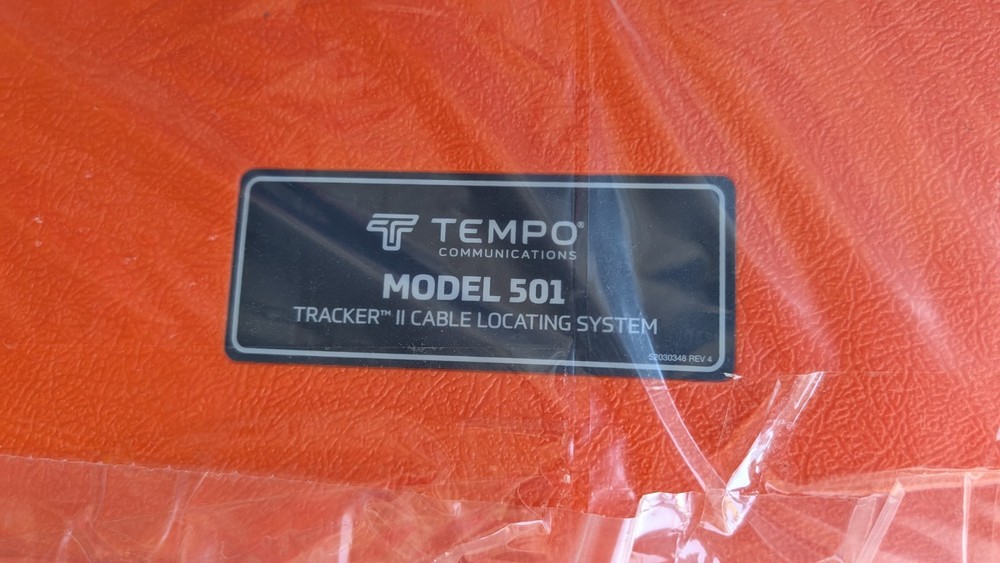 TEMPO®
COMMUNICATIONS
MODEL 501
TRACKER™ II CABLE LOCATING SYSTEM
52030348 REV 4